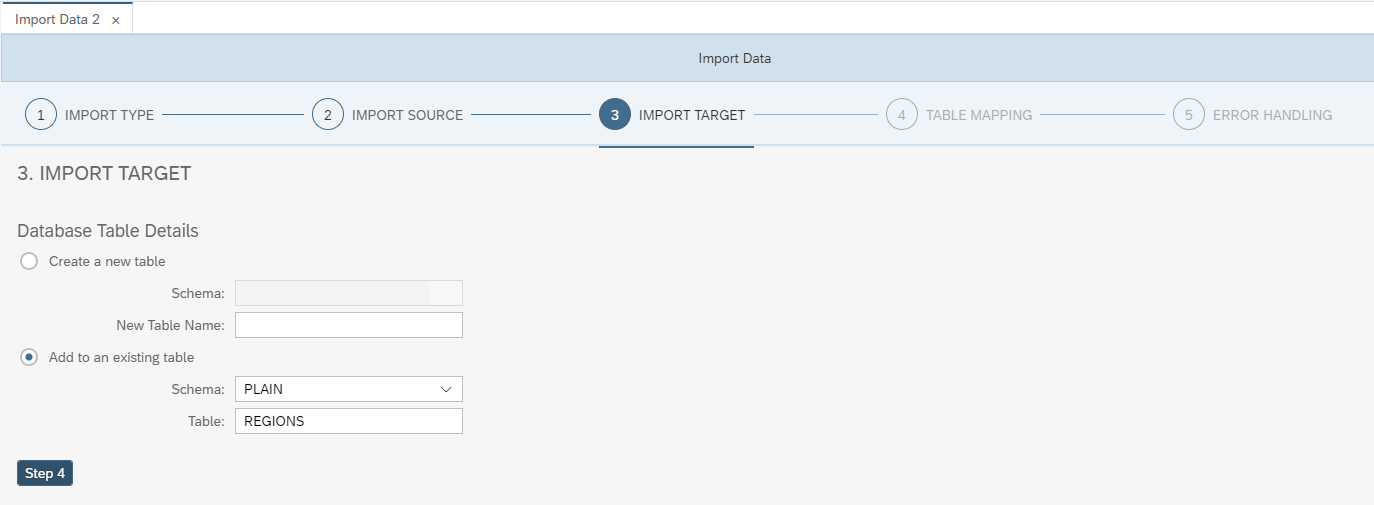 Import Data 2 ×
Import Data
1 IMPORT TYPE 2 IMPORT SOURCE 3 IMPORT TARGET 4 TABLE MAPPING 5 ERROR HANDLING
3. IMPORT TARGET
Database Table Details
Create a new table
Schema:
New Table Name:
Add to an existing table
Schema: PLAIN
Table: REGIONS
Step 4